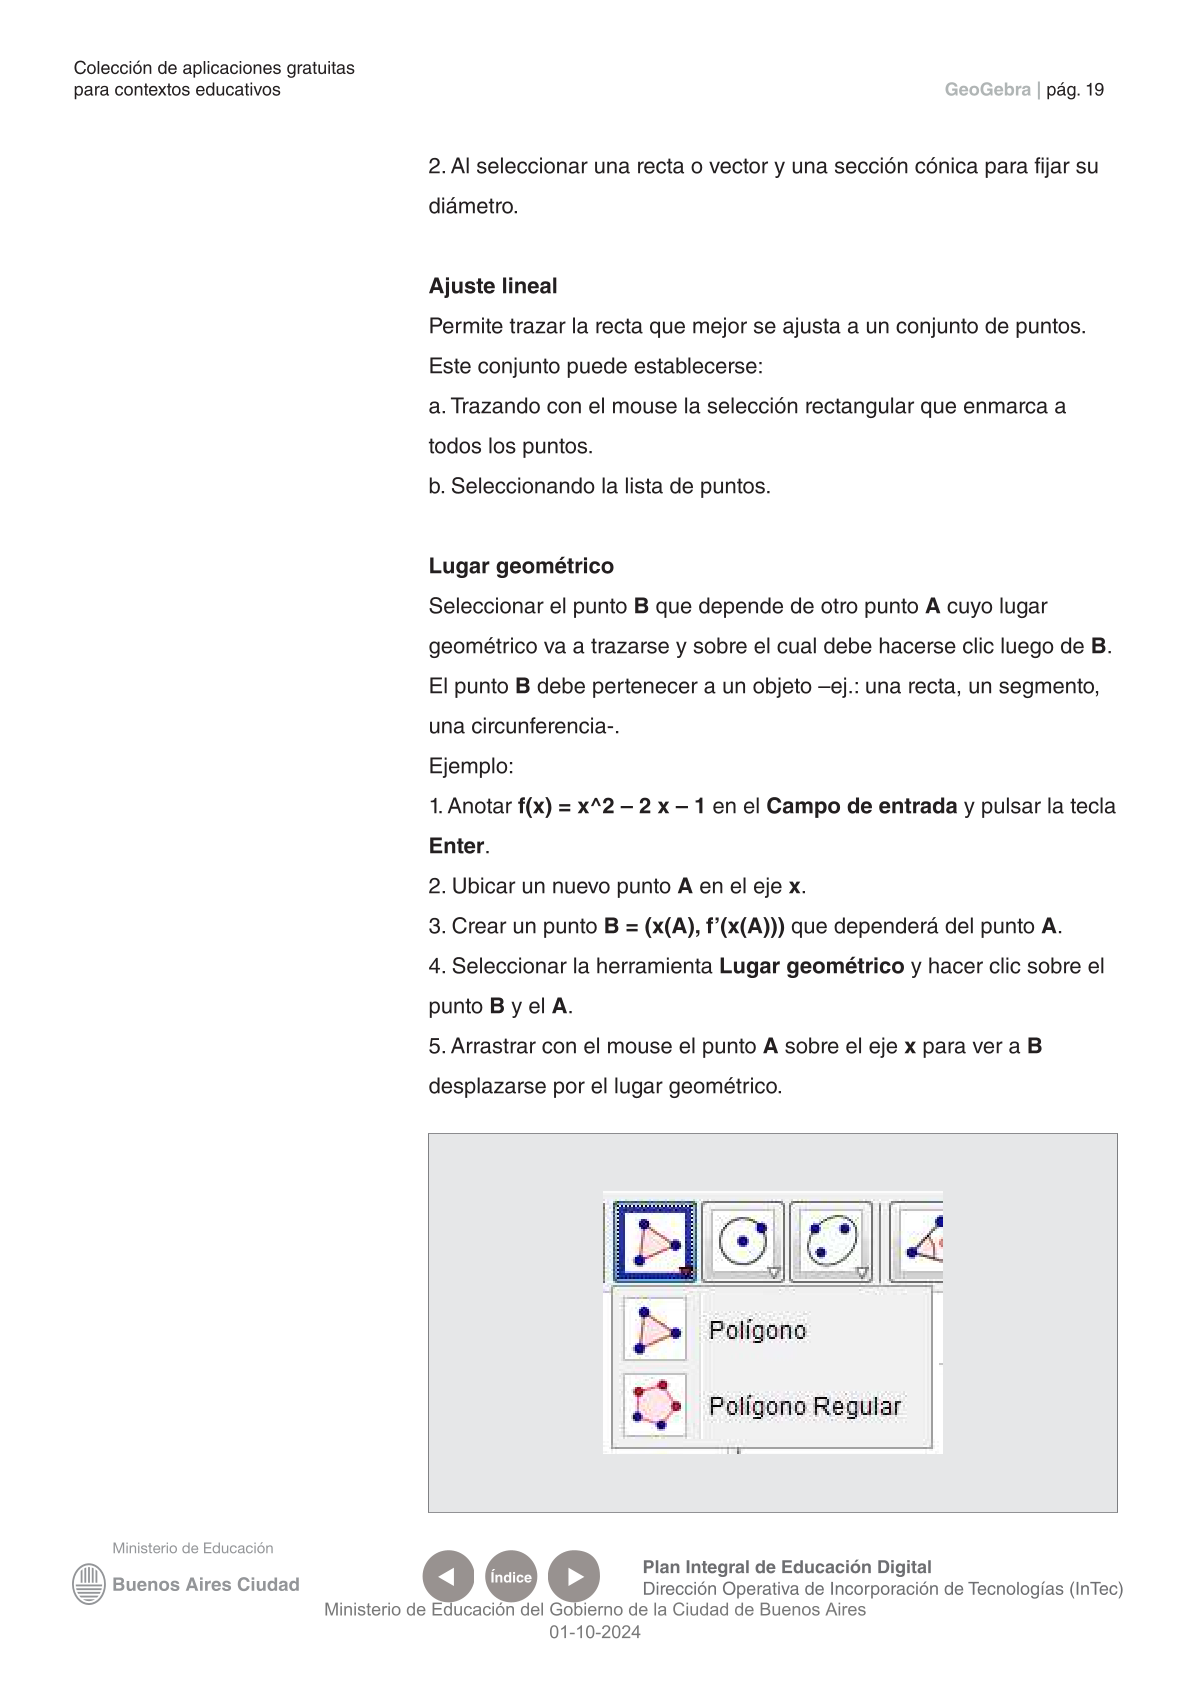 Colección de aplicaciones gratuitas
para contextos educativos
GeoGebra | pág. 19
2. Al seleccionar una recta o vector y una sección cónica para fijar su
diámetro.
Ajuste lineal
Permite trazar la recta que mejor se ajusta a un conjunto de puntos.
Este conjunto puede establecerse:
a. Trazando con el mouse la selección rectangular que enmarca a
todos los puntos.
b. Seleccionando la lista de puntos.
Lugar geométrico
Seleccionar el punto B que depende de otro punto A cuyo lugar
geométrico va a trazarse y sobre el cual debe hacerse clic luego de B.
El punto B debe pertenecer a un objeto –ej.: una recta, un segmento,
una circunferencia-.
Ejemplo:
1. Anotar f(x) = x^2 – 2 x – 1 en el Campo de entrada y pulsar la tecla
Enter.
2. Ubicar un nuevo punto A en el eje x.
3. Crear un punto B = (x(A), f’(x(A))) que dependerá del punto A.
4. Seleccionar la herramienta Lugar geométrico y hacer clic sobre el
punto B y el A.
5. Arrastrar con el mouse el punto A sobre el eje x para ver a B
desplazarse por el lugar geométrico.
Polígono
Polígono Regular
Ministerio de Educación
Buenos Aires Ciudad
Índice
Plan Integral de Educación Digital
Dirección Operativa de Incorporación de Tecnologías (InTec)
Ministerio de Educación del Gobierno de la Ciudad de Buenos Aires
01-10-2024